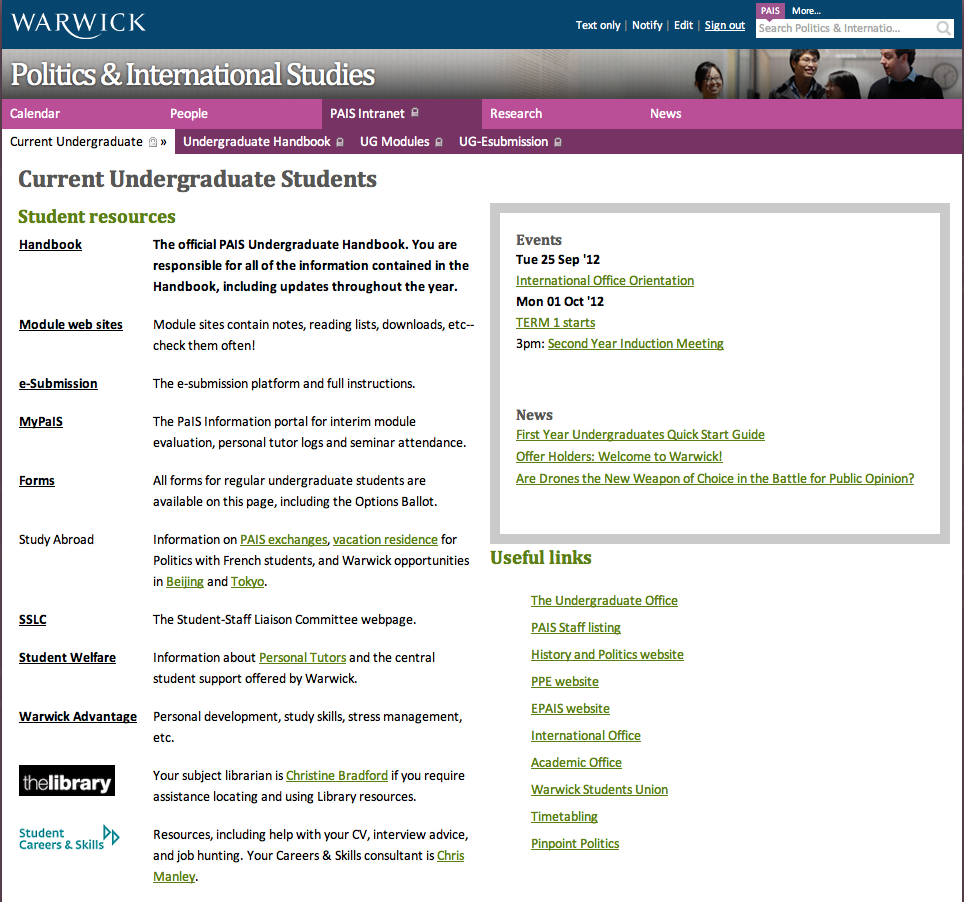 WARWICK
Text only | Notify | Edit | Sign out
PAIS More...
Search Politics & Internatio...
Politics & International Studies
Calendar
People
PAIS Intranet
Research
News
Current Undergraduate »
Undergraduate Handbook
UG Modules
UG-Esubmission
Current Undergraduate Students
Student resources
Handbook
The official PAIS Undergraduate Handbook. You are
responsible for all of the information contained in the
Handbook, including updates throughout the year.
Module web sites
Module sites contain notes, reading lists, downloads, etc--
check them often!
e-Submission
The e-submission platform and full instructions.
MyPaIS
The PaIS Information portal for interim module
evaluation, personal tutor logs and seminar attendance.
Forms
All forms for regular undergraduate students are
available on this page, including the Options Ballot.
Study Abroad
Information on PAIS exchanges, vacation residence for
Politics with French students, and Warwick opportunities
in Beijing and Tokyo.
SSLC
The Student-Staff Liaison Committee webpage.
Student Welfare
Information about Personal Tutors and the central
student support offered by Warwick.
Warwick Advantage
Personal development, study skills, stress management,
etc.
thelibrary
Your subject librarian is Christine Bradford if you require
assistance locating and using Library resources.
Student
Careers & Skills
Resources, including help with your CV, interview advice,
and job hunting. Your Careers & Skills consultant is Chris
Manley.
Events
Tue 25 Sep '12
International Office Orientation
Mon 01 Oct '12
TERM 1 starts
3pm: Second Year Induction Meeting
News
First Year Undergraduates Quick Start Guide
Offer Holders: Welcome to Warwick!
Are Drones the New Weapon of Choice in the Battle for Public Opinion?
Useful links
The Undergraduate Office
PAIS Staff listing
History and Politics website
PPE website
EPAIS website
International Office
Academic Office
Warwick Students Union
Timetabling
Pinpoint Politics